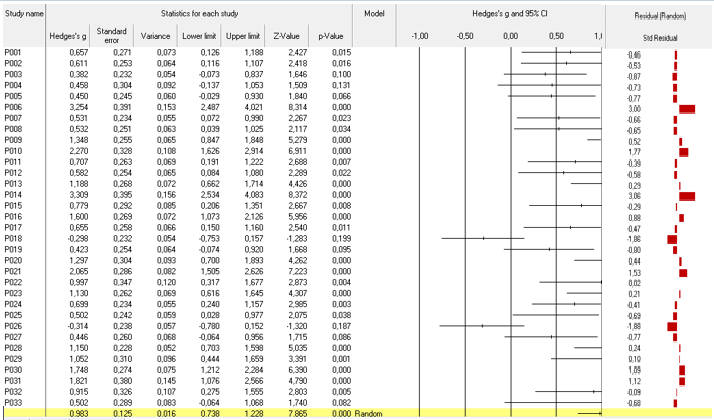 Study name Statistics for each study Model Hedges's g and 95% CI Residual (Random)
Hedges's g Standard error Variance Lower limit Upper limit Z-Value p-Value -1,00 -0,50 0,00 0,50 1,0 Std Residual
P001 0,657 0,271 0,073 0,126 1,188 2,427 0,015 -0,46
P002 0,611 0,253 0,064 0,116 1,107 2,418 0,016 -0,53
P003 0,382 0,232 0,054 -0,073 0,837 1,646 0,100 -0,87
P004 0,458 0,304 0,092 -0,137 1,053 1,509 0,131 -0,73
P005 0,450 0,245 0,060 -0,029 0,930 1,840 0,066 -0,77
P006 3,254 0,391 0,153 2,487 4,021 8,314 0,000 3,00
P007 0,531 0,234 0,055 0,072 0,990 2,267 0,023 -0,66
P008 0,532 0,251 0,063 0,039 1,025 2,117 0,034 -0,65
P009 1,348 0,255 0,065 0,847 1,848 5,279 0,000 0,52
P010 2,270 0,328 0,108 1,626 2,914 6,911 0,000 1,77
P011 0,707 0,263 0,069 0,191 1,222 2,688 0,007 -0,39
P012 0,582 0,254 0,065 0,084 1,080 2,289 0,022 -0,58
P013 1,188 0,268 0,072 0,662 1,714 4,426 0,000 0,29
P014 3,309 0,395 0,156 2,534 4,083 8,372 0,000 3,06
P015 0,779 0,292 0,085 0,206 1,351 2,667 0,008 -0,29
P016 1,600 0,269 0,072 1,073 2,126 5,956 0,000 0,88
P017 0,655 0,258 0,066 0,150 1,160 2,540 0,011 -0,47
P018 -0,298 0,232 0,054 -0,753 0,157 -1,283 0,199 -1,86
P019 0,423 0,254 0,064 -0,074 0,920 1,668 0,095 -0,80
P020 1,297 0,304 0,093 0,700 1,893 4,262 0,000 0,44
P021 2,065 0,286 0,082 1,505 2,626 7,223 0,000 1,53
P022 0,997 0,347 0,120 0,317 1,677 2,873 0,004 0,02
P023 1,130 0,262 0,069 0,616 1,645 4,307 0,000 0,21
P024 0,699 0,234 0,055 0,240 1,157 2,985 0,003 -0,41
P025 0,502 0,242 0,059 0,028 0,977 2,075 0,038 -0,69
P026 -0,314 0,238 0,057 -0,780 0,152 -1,320 0,187 -1,88
P027 0,446 0,260 0,068 -0,064 0,956 1,715 0,086 -0,77
P028 1,150 0,228 0,052 0,703 1,598 5,035 0,000 0,24
P029 1,052 0,310 0,096 0,444 1,659 3,391 0,001 0,10
P030 1,748 0,274 0,075 1,212 2,284 6,390 0,000
P031 1,821 0,380 0,145 1,076 2,566 4,790 0,000 1,12
P032 0,915 0,326 0,107 0,275 1,555 2,803 0,005 -0,09
P033 0,502 0,289 0,083 -0,064 1,068 1,740 0,082 -0,68
0,983 0,125 0,016 0,738 1,228 7,865 0,000 Random